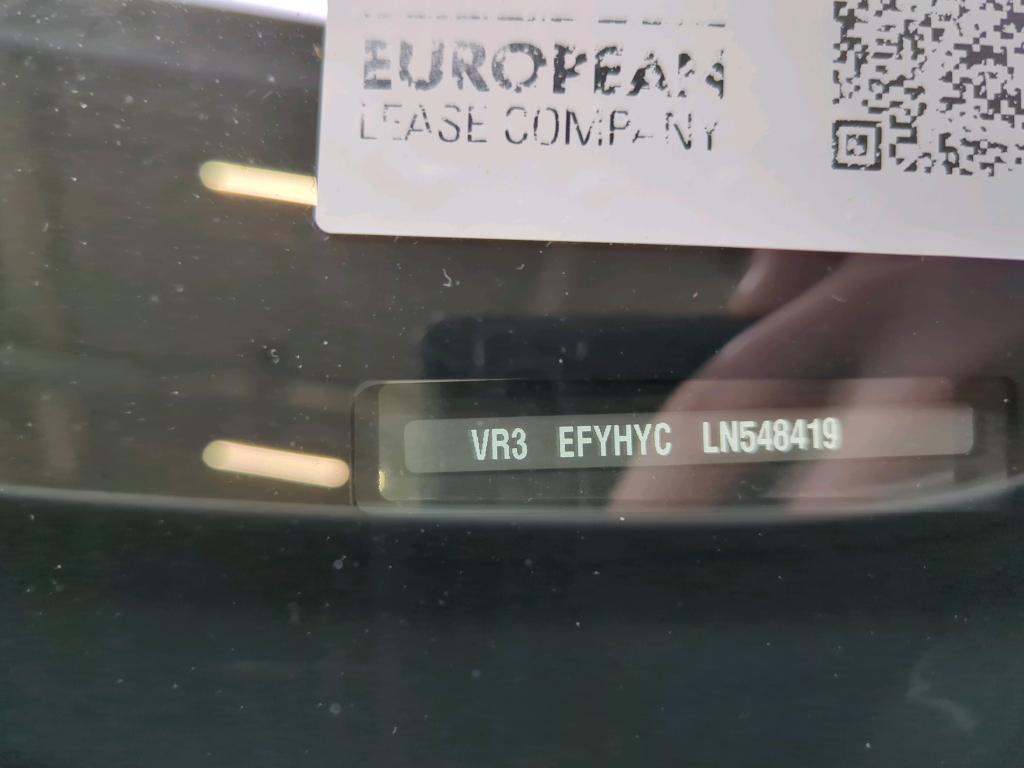 EUROPEAN
LEASE COMPANY
VR3 EFYHYC LN548419